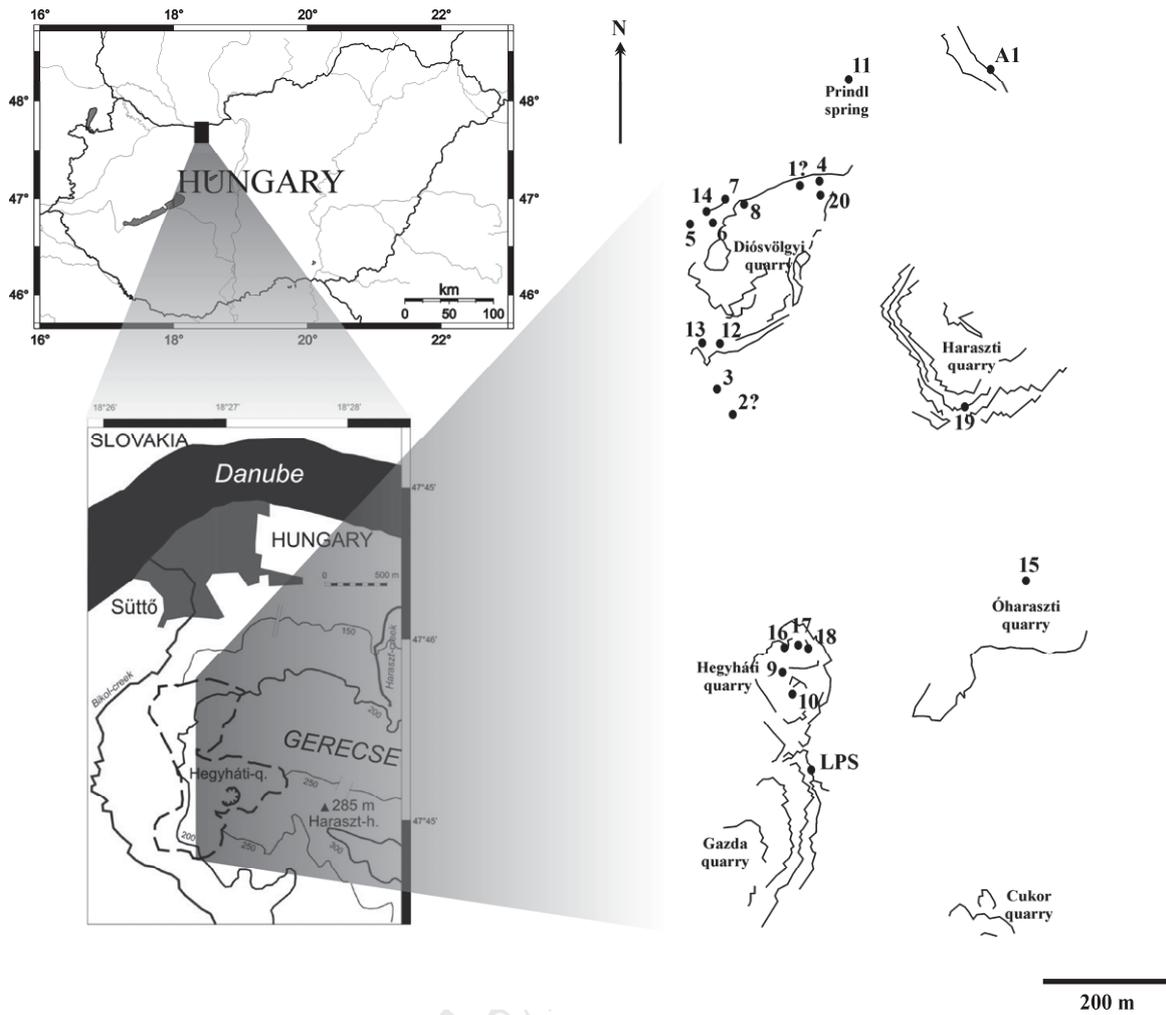 16° 18° 20° 22°
48° 48°
47° 47°
46° 46°
HUNGARY
km
0 50 100
16° 18° 20° 22°
18°26' 18°27' 18°28'
SLOVAKIA
Danube
47°45'
HUNGARY
0 500 m
Süttő
150
47°46'
Bikol-creek
Haraszt-creek
200
GERECSE
Hegyháti-q.
250
285 m
Haraszt-h.
47°45'
200
250
300
N
11
Prindl
spring
A1
1? 4
14 7
8
20
5 6
Diósvölgyi
quarry
13 12
3
2?
Haraszti
quarry
19
15
Óharaszti
quarry
16 17 18
Hegyháti
quarry
9
10
LPS
Gazda
quarry
Cukor
quarry
200 m